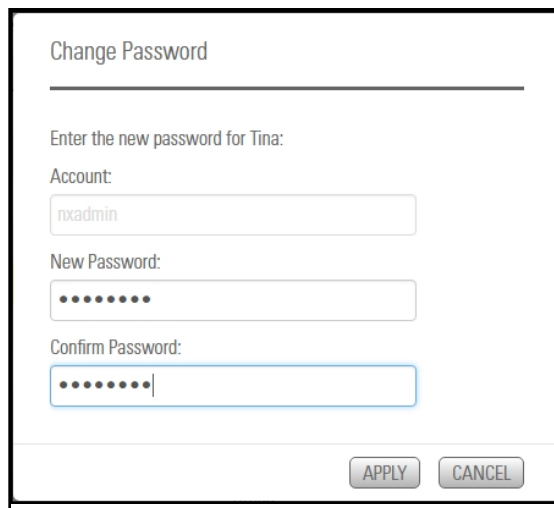 Change Password
Enter the new password for Tina:
Account:
nxadmin
New Password:
••••••••
Confirm Password:
••••••••
APPLY CANCEL